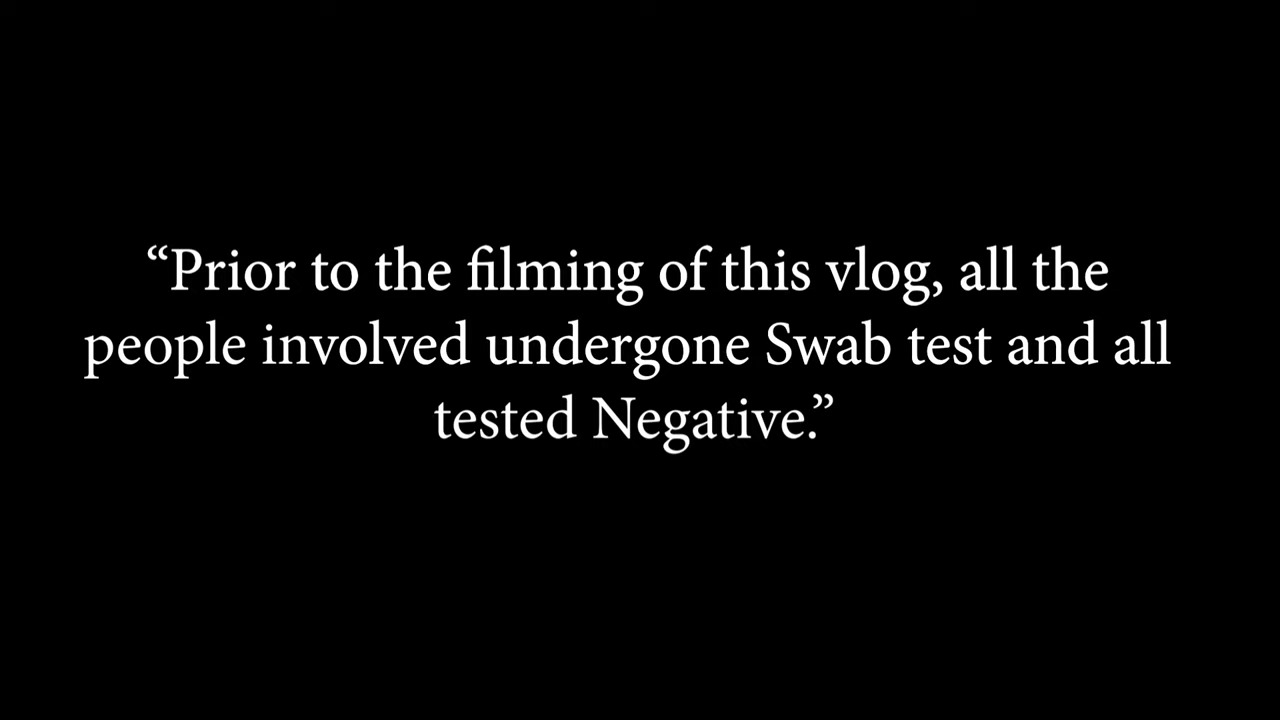 “Prior to the filming of this vlog, all the
people involved undergone Swab test and all
tested Negative.”